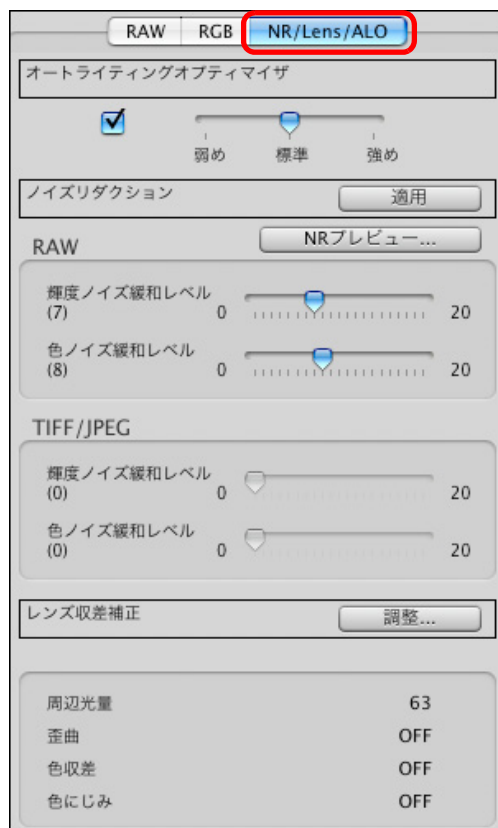 RAW RGB NR/Lens/ALO
オートライティングオプティマイザ
弱め 標準 強め
ノイズリダクション 適用
RAW NRプレビュー...
輝度ノイズ緩和レベル
(7) 0 20
色ノイズ緩和レベル
(8) 0 20
TIFF/JPEG
輝度ノイズ緩和レベル
(0) 0 20
色ノイズ緩和レベル
(0) 0 20
レンズ収差補正 調整...
周辺光量 63
歪曲 OFF
色収差 OFF
色にじみ OFF